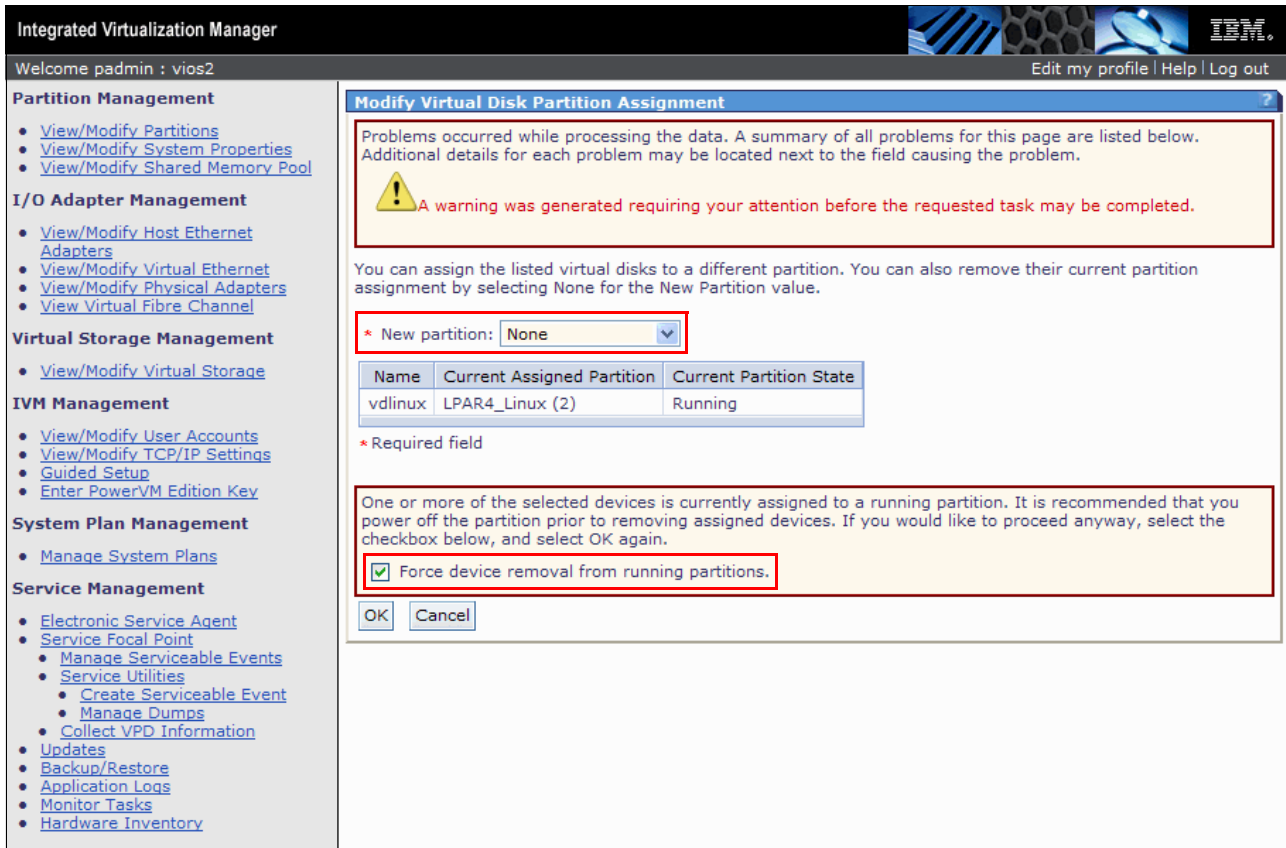 Integrated Virtualization Manager
IBM.
Welcome padmin : vios2
Edit my profile | Help | Log out
Partition Management
View/Modify Partitions
View/Modify System Properties
View/Modify Shared Memory Pool
I/O Adapter Management
View/Modify Host Ethernet
Adapters
View/Modify Virtual Ethernet
View/Modify Physical Adapters
View Virtual Fibre Channel
Virtual Storage Management
View/Modify Virtual Storage
IVM Management
View/Modify User Accounts
View/Modify TCP/IP Settings
Guided Setup
Enter PowerVM Edition Key
System Plan Management
Manage System Plans
Service Management
Electronic Service Agent
Service Focal Point
Manage Serviceable Events
Service Utilities
Create Serviceable Event
Manage Dumps
Collect VPD Information
Updates
Backup/Restore
Application Logs
Monitor Tasks
Hardware Inventory
Modify Virtual Disk Partition Assignment
?
Problems occurred while processing the data. A summary of all problems for this page are listed below.
Additional details for each problem may be located next to the field causing the problem.
A warning was generated requiring your attention before the requested task may be completed.
You can assign the listed virtual disks to a different partition. You can also remove their current partition
assignment by selecting None for the New Partition value.
* New partition: None
Name Current Assigned Partition Current Partition State
vdlinux LPAR4_Linux (2) Running
* Required field
One or more of the selected devices is currently assigned to a running partition. It is recommended that you
power off the partition prior to removing assigned devices. If you would like to proceed anyway, select the
checkbox below, and select OK again.
Force device removal from running partitions.
OK Cancel